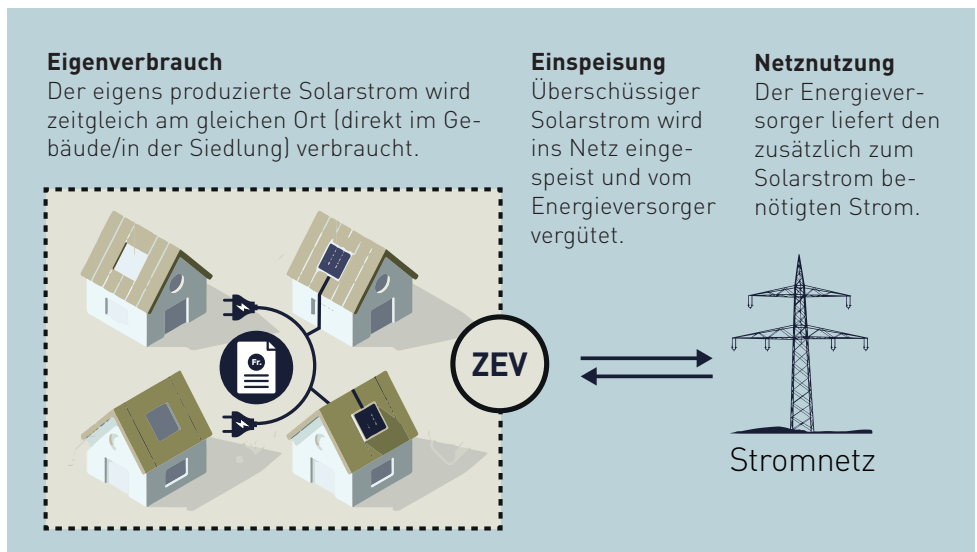 Eigenverbrauch
Der eigens produzierte Solarstrom wird
zeitgleich am gleichen Ort (direkt im Ge-
bäude/in der Siedlung) verbraucht.
Einspeisung
Überschüssiger
Solarstrom wird
ins Netz einge-
speist und vom
Energieversorger
vergütet.
Netznutzung
Der Energiever-
sorger liefert den
zusätzlich zum
Solarstrom be-
nötigten Strom.
Fr.
ZEV
Stromnetz